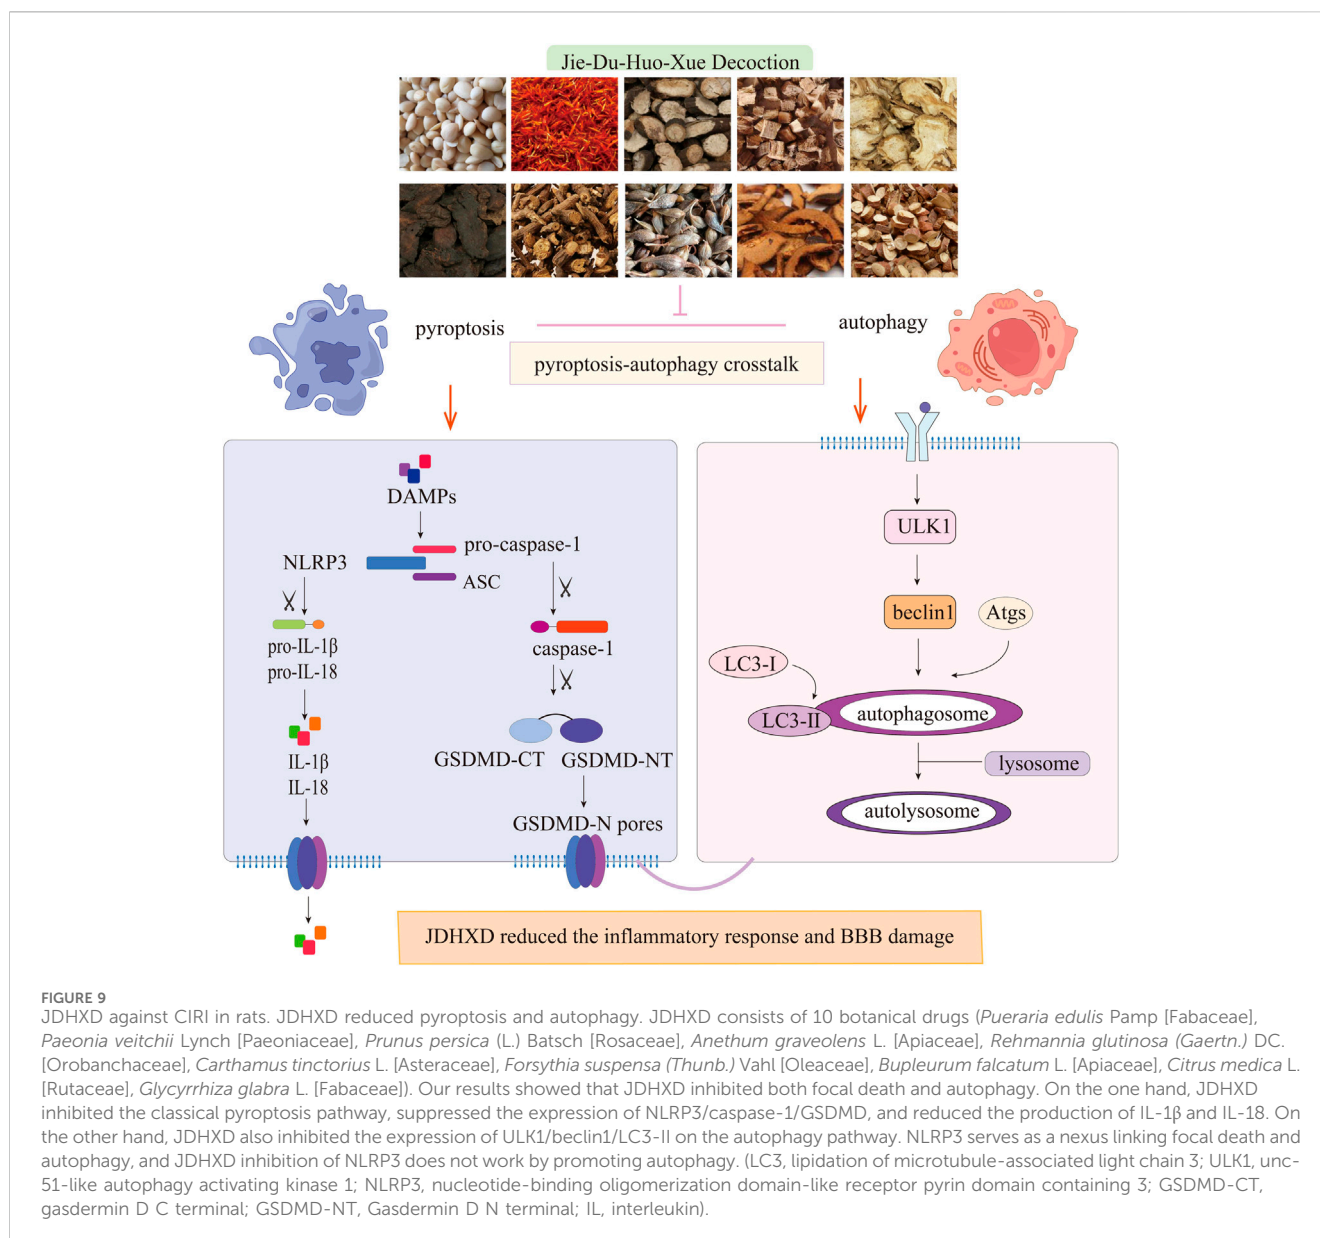 Jie-Du-Huo-Xue Decoction
pyroptosis
autophagy
pyroptosis-autophagy crosstalk
DAMPs
pro-caspase-1
NLRP3
ASC
pro-IL-1β
pro-IL-18
caspase-1
IL-1β
IL-18
GSDMD-CT
GSDMD-NT
GSDMD-N pores
ULK1
beclin1
Atgs
LC3-I
LC3-II
autophagosome
lysosome
autolysosome
JDHXD reduced the inflammatory response and BBB damage
FIGURE 9
JDHXD against CIRI in rats. JDHXD reduced pyroptosis and autophagy. JDHXD consists of 10 botanical drugs (Pueraria edulis Pamp [Fabaceae],
Paeonia veitchii Lynch [Paeoniaceae], Prunus persica (L.) Batsch [Rosaceae], Anethum graveolens L. [Apiaceae], Rehmannia glutinosa (Gaertn.) DC.
[Orobanchaceae], Carthamus tinctorius L. [Asteraceae], Forsythia suspensa (Thunb.) Vahl [Oleaceae], Bupleurum falcatum L. [Apiaceae], Citrus medica L.
[Rutaceae], Glycyrrhiza glabra L. [Fabaceae]). Our results showed that JDHXD inhibited both focal death and autophagy. On the one hand, JDHXD
inhibited the classical pyroptosis pathway, suppressed the expression of NLRP3/caspase-1/GSDMD, and reduced the production of IL-1β and IL-18. On
the other hand, JDHXD also inhibited the expression of ULK1/beclin1/LC3-II on the autophagy pathway. NLRP3 serves as a nexus linking focal death and
autophagy, and JDHXD inhibition of NLRP3 does not work by promoting autophagy. (LC3, lipidation of microtubule-associated light chain 3; ULK1, unc-
51-like autophagy activating kinase 1; NLRP3, nucleotide-binding oligomerization domain-like receptor pyrin domain containing 3; GSDMD-CT,
gasdermin D C terminal; GSDMD-NT, Gasdermin D N terminal; IL, interleukin).